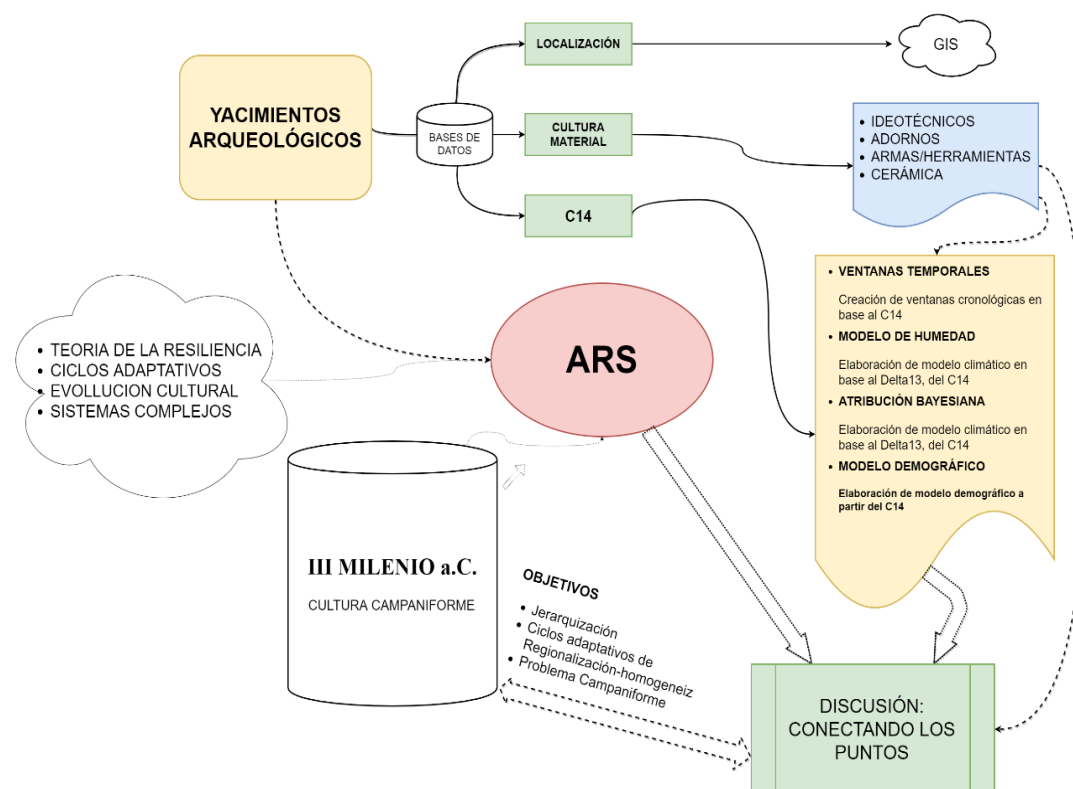 LOCALIZACIÓN
GIS
YACIMIENTOS
ARQUEOLÓGICOS
BASES DE
DATOS
CULTURA
MATERIAL
C14
• IDEOTÉCNICOS
• ADORNOS
• ARMAS/HERRAMIENTAS
• CERÁMICA
• VENTANAS TEMPORALES
Creación de ventanas cronológicas en
base al C14
• MODELO DE HUMEDAD
Elaboración de modelo climático en
base al Delta13, del C14
• ATRIBUCIÓN BAYESIANA
Elaboración de modelo climático en
base al Delta13, del C14
• MODELO DEMOGRÁFICO
Elaboración de modelo demográfico a
partir del C14
• TEORIA DE LA RESILIENCIA
• CICLOS ADAPTATIVOS
• EVOLLUCION CULTURAL
• SISTEMAS COMPLEJOS
ARS
III MILENIO a.C.
CULTURA CAMPANIFORME
OBJETIVOS
• Jerarquización
• Ciclos adaptativos de
Regionalización-homogeneiz
• Problema Campaniforme
DISCUSIÓN:
CONECTANDO LOS
PUNTOS